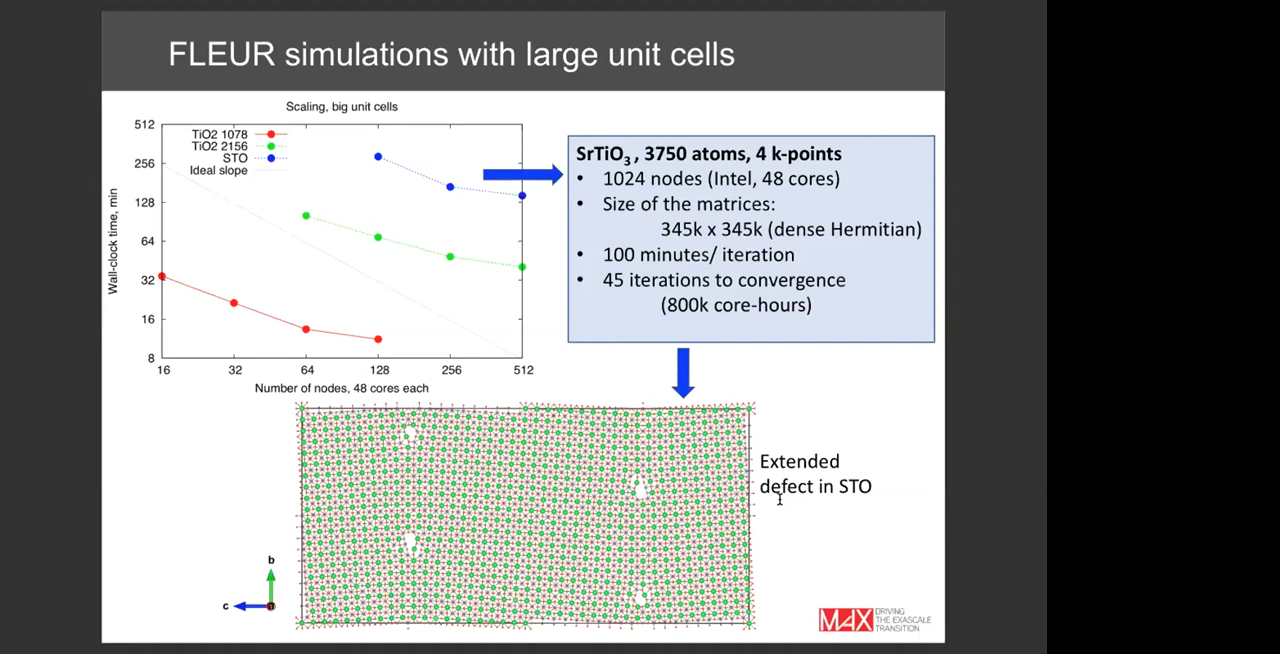 FLEUR simulations with large unit cells
Scaling, big unit cells
TiO2 1078
TiO2 2156
STO
Ideal slope
512
256
128
64
32
16
8
Wall-clock time, min
16 32 64 128 256 512
Number of nodes, 48 cores each
SrTiO₃ , 3750 atoms, 4 k-points
• 1024 nodes (Intel, 48 cores)
• Size of the matrices:
345k x 345k (dense Hermitian)
• 100 minutes/ iteration
• 45 iterations to convergence
(800k core-hours)
Extended
defect in STO
b
c
a
MAX
DRIVING
THE EXASCALE
TRANSITION